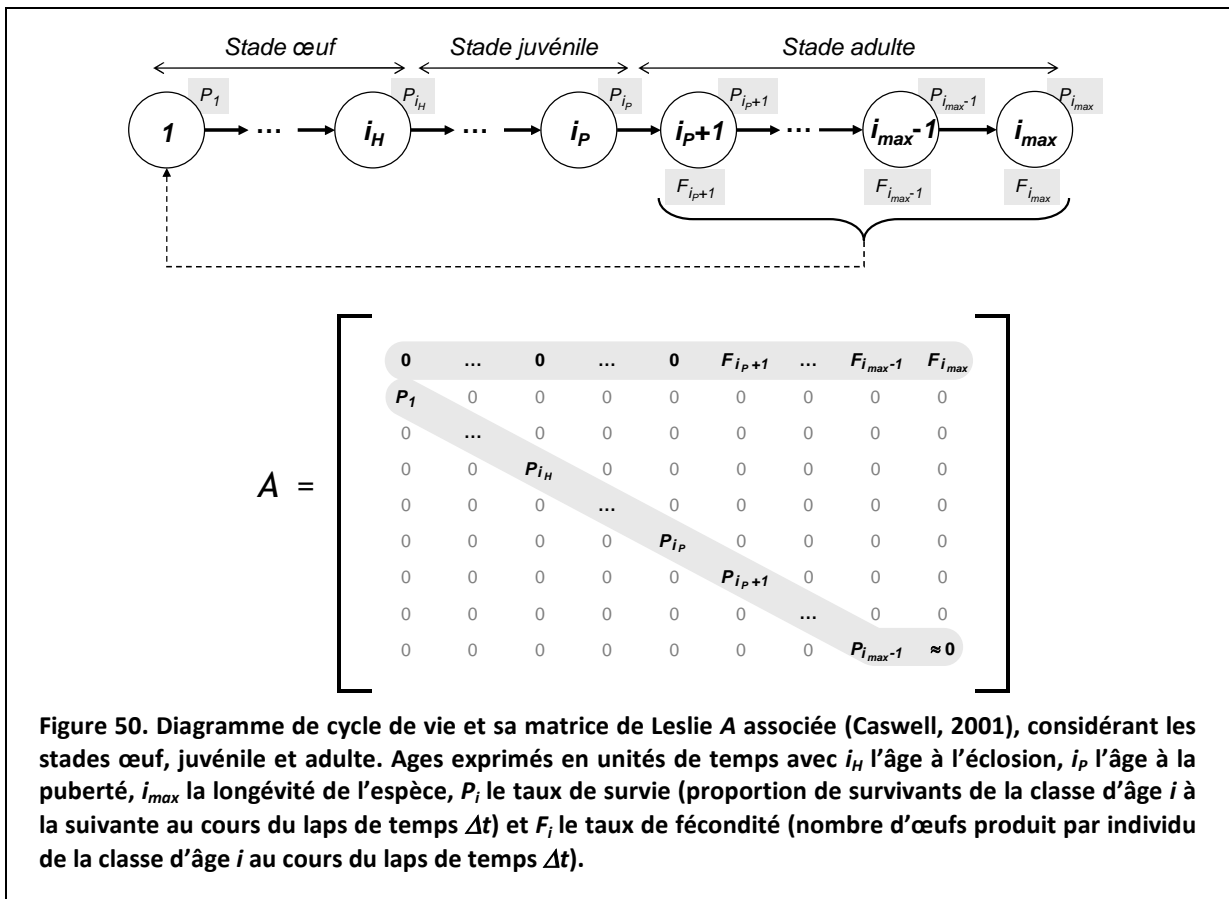 Stade œuf Stade juvénile Stade adulte
P1 PiH PiP PiP+1 Pimax-1 Pimax
1 ... iH ... iP iP+1 ... imax-1 imax
FiP+1 Fimax-1 Fimax
0 ... 0 ... 0 FiP+1 ... Fimax-1 Fimax
P1 0 0 0 0 0 0 0 0
0 ... 0 0 0 0 0 0 0
A = 0 0 PiH 0 0 0 0 0 0
0 0 0 ... 0 0 0 0 0
0 0 0 0 PiP 0 0 0 0
0 0 0 0 0 PiP+1 0 0 0
0 0 0 0 0 0 ... 0 0
0 0 0 0 0 0 0 Pimax-1 ≈ 0
Figure 50. Diagramme de cycle de vie et sa matrice de Leslie A associée (Caswell, 2001), considérant les
stades œuf, juvénile et adulte. Ages exprimés en unités de temps avec iH l'âge à l'éclosion, iP l'âge à la
puberté, imax la longévité de l'espèce, Pi le taux de survie (proportion de survivants de la classe d'âge i à
la suivante au cours du laps de temps Δt) et Fi le taux de fécondité (nombre d'œufs produit par individu
de la classe d'âge i au cours du laps de temps Δt).